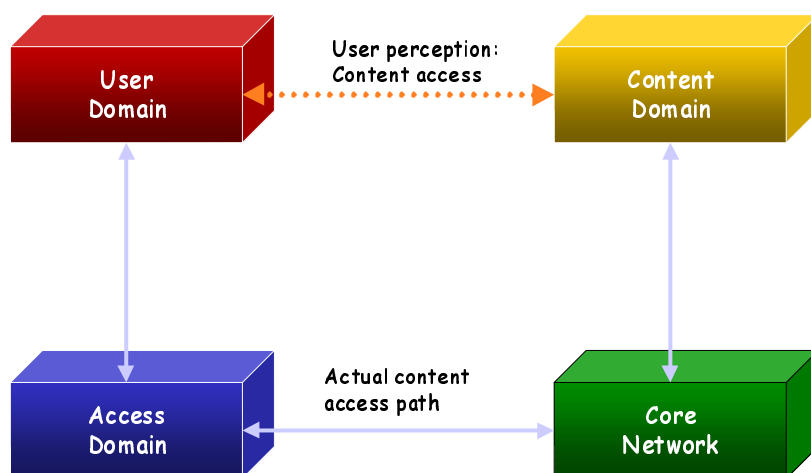 User
Domain
User perception:
Content access
Content
Domain
Access
Domain
Actual content
access path
Core
Network